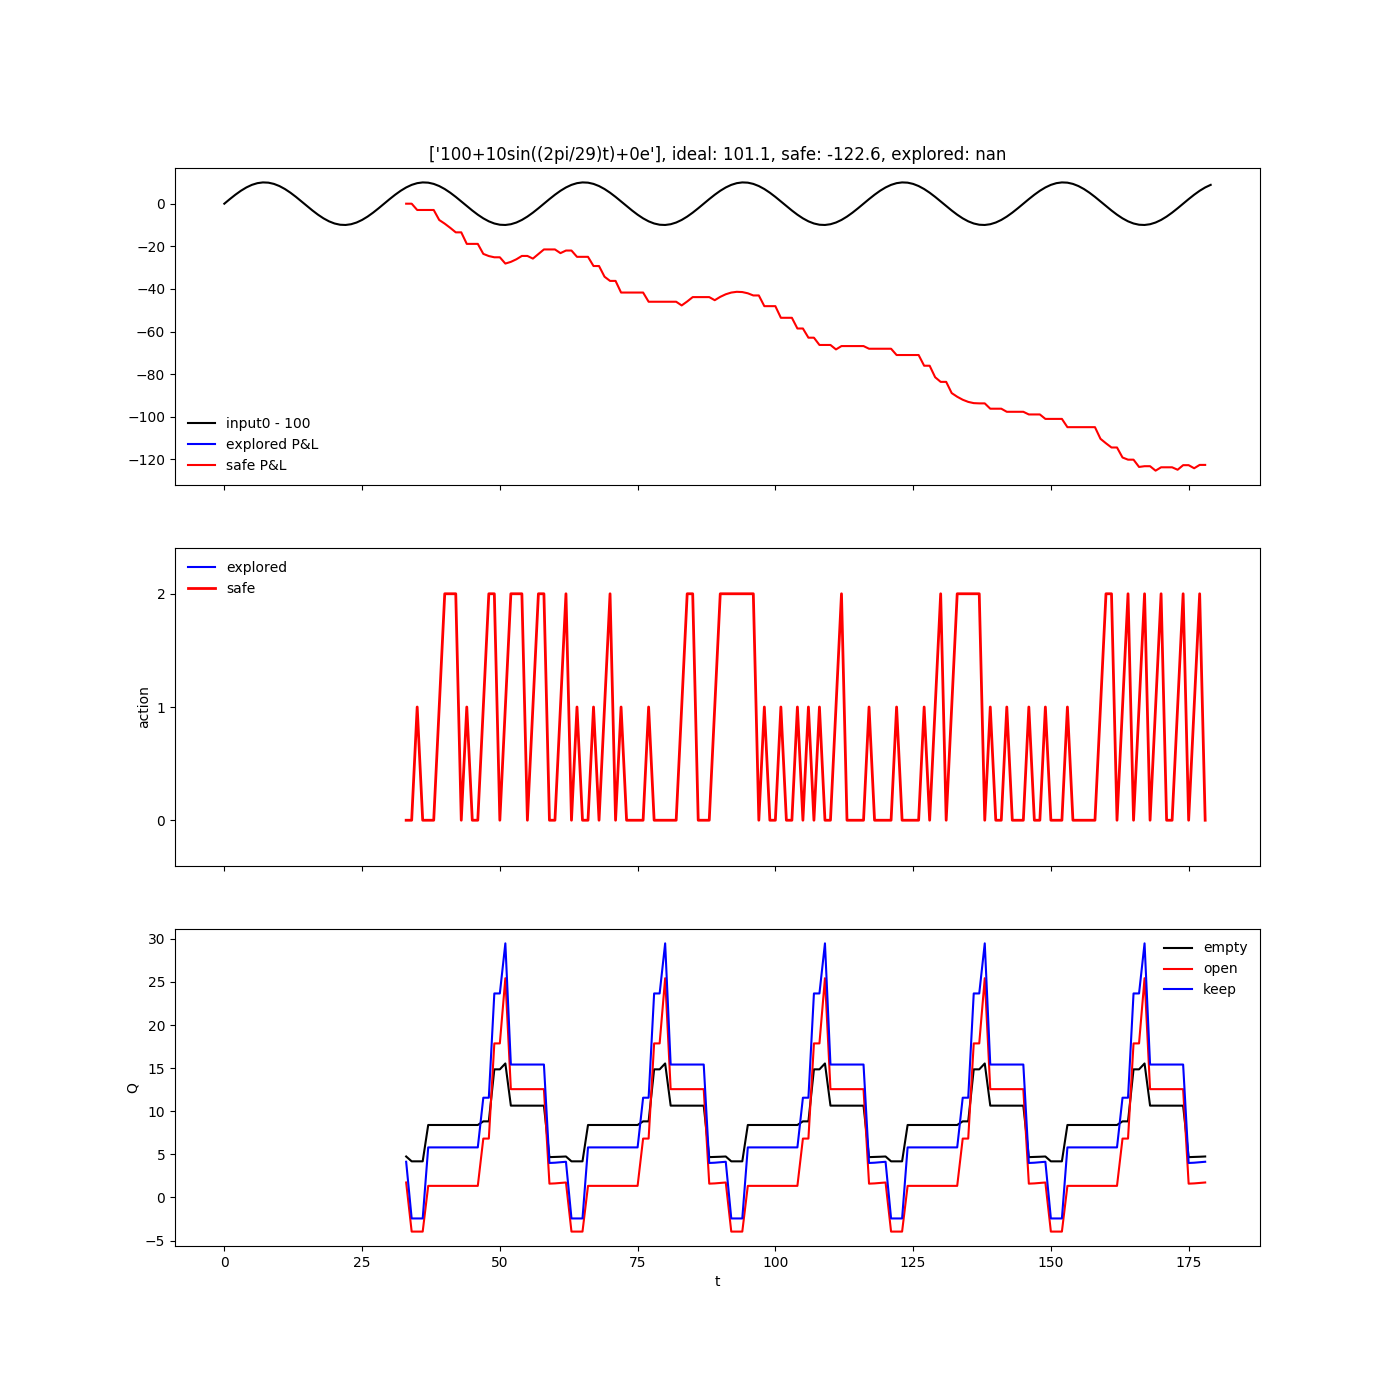 ['100+10sin((2pi/29)t)+0e'], ideal: 101.1, safe: -122.6, explored: nan
0
−20
−40
−60
−80
−100
−120
input0 - 100
explored P&L
safe P&L
explored
safe
2
1
0
action
30
25
20
15
10
5
0
−5
Q
empty
open
keep
0
25
50
75
100
125
150
175
t